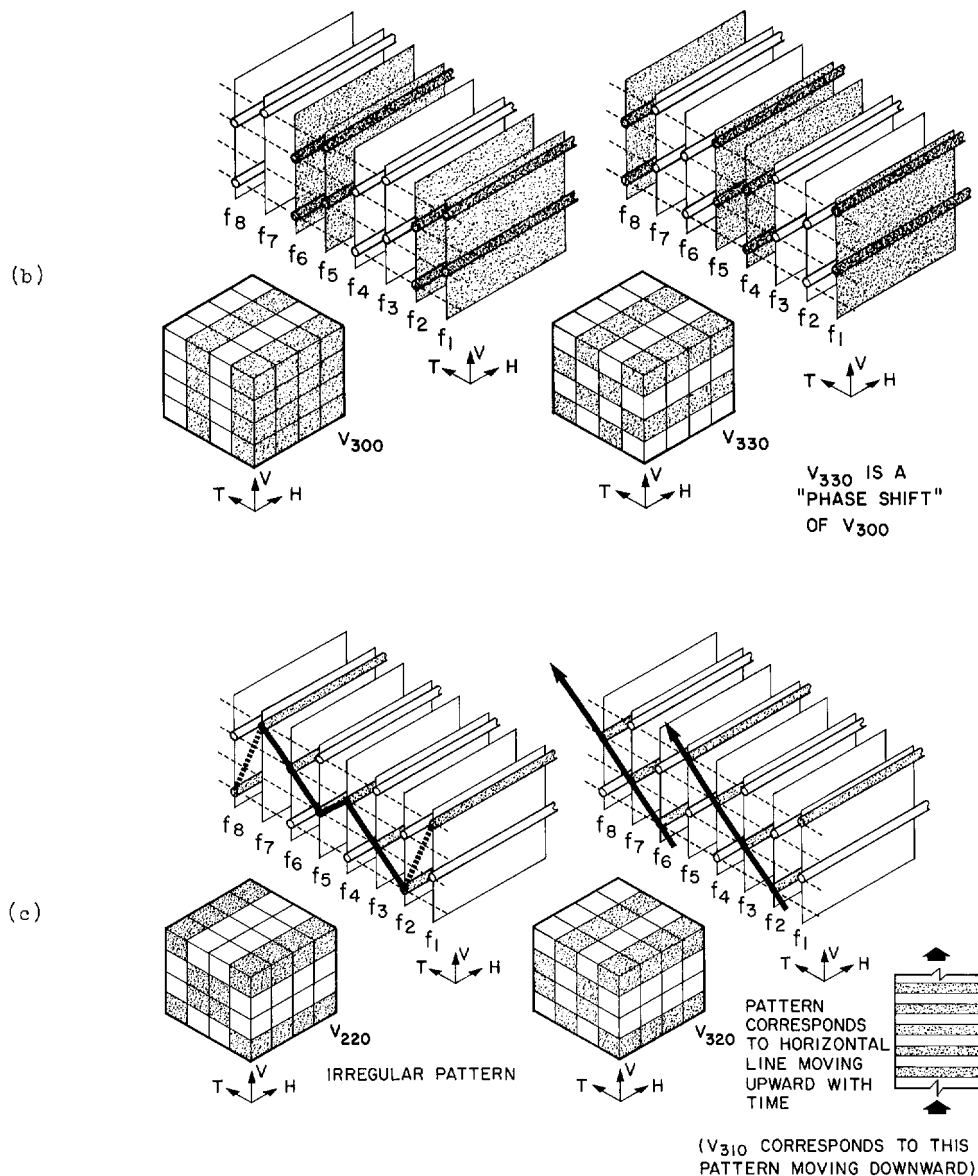 (b)
f8
f7
f6
f5
f4
f3
f2
f1
V
T H
V300
V
T H
f8
f7
f6
f5
f4
f3
f2
f1
V
T H
V330
V
T H
V330 IS A
"PHASE SHIFT"
OF V300
(c)
f8
f7
f6
f5
f4
f3
f2
f1
V
T H
V220
V
T H
IRREGULAR PATTERN
f8
f7
f6
f5
f4
f3
f2
f1
V
T H
V320
V
T H
PATTERN
CORRESPONDS
TO HORIZONTAL
LINE MOVING
UPWARD WITH
TIME
(V310 CORRESPONDS TO THIS
PATTERN MOVING DOWNWARD)